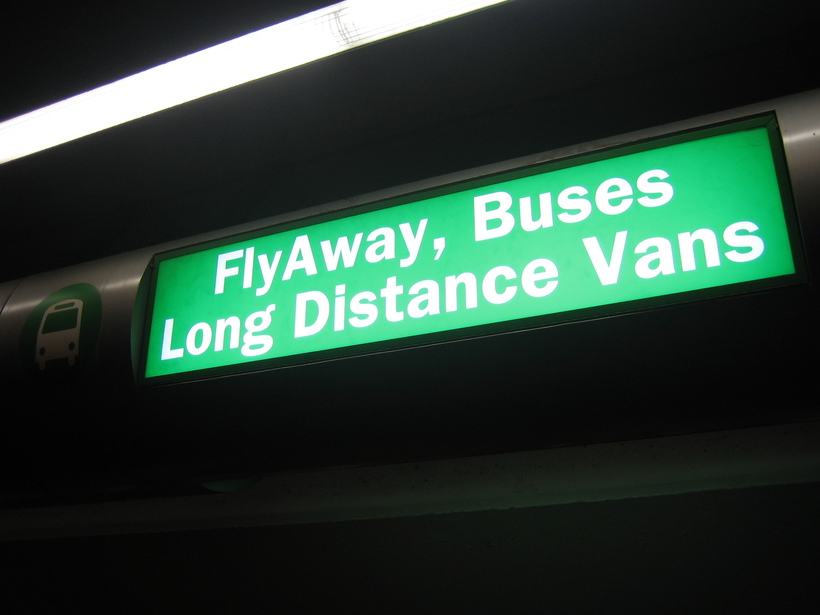 FlyAway, Buses
Long Distance Vans